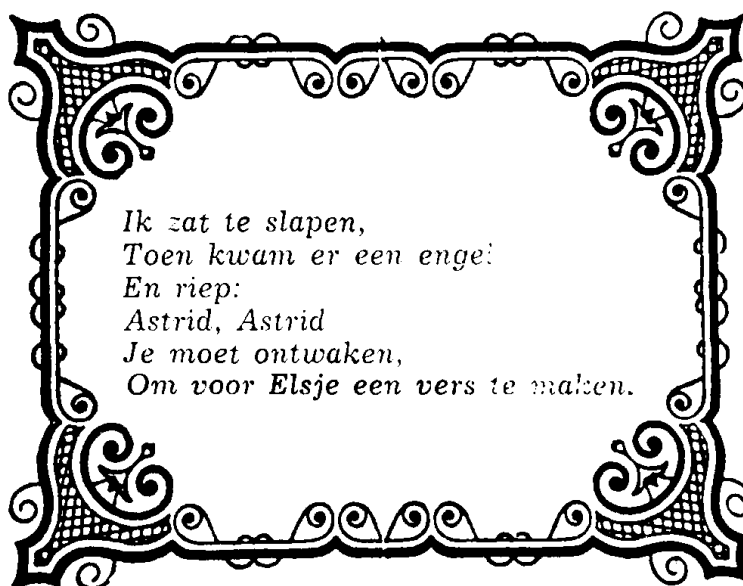 Ik zat te slapen,
Toen kwam er een engel
En riep:
Astrid, Astrid
Je moet ontwaken,
Om voor Elsje een vers te maken.